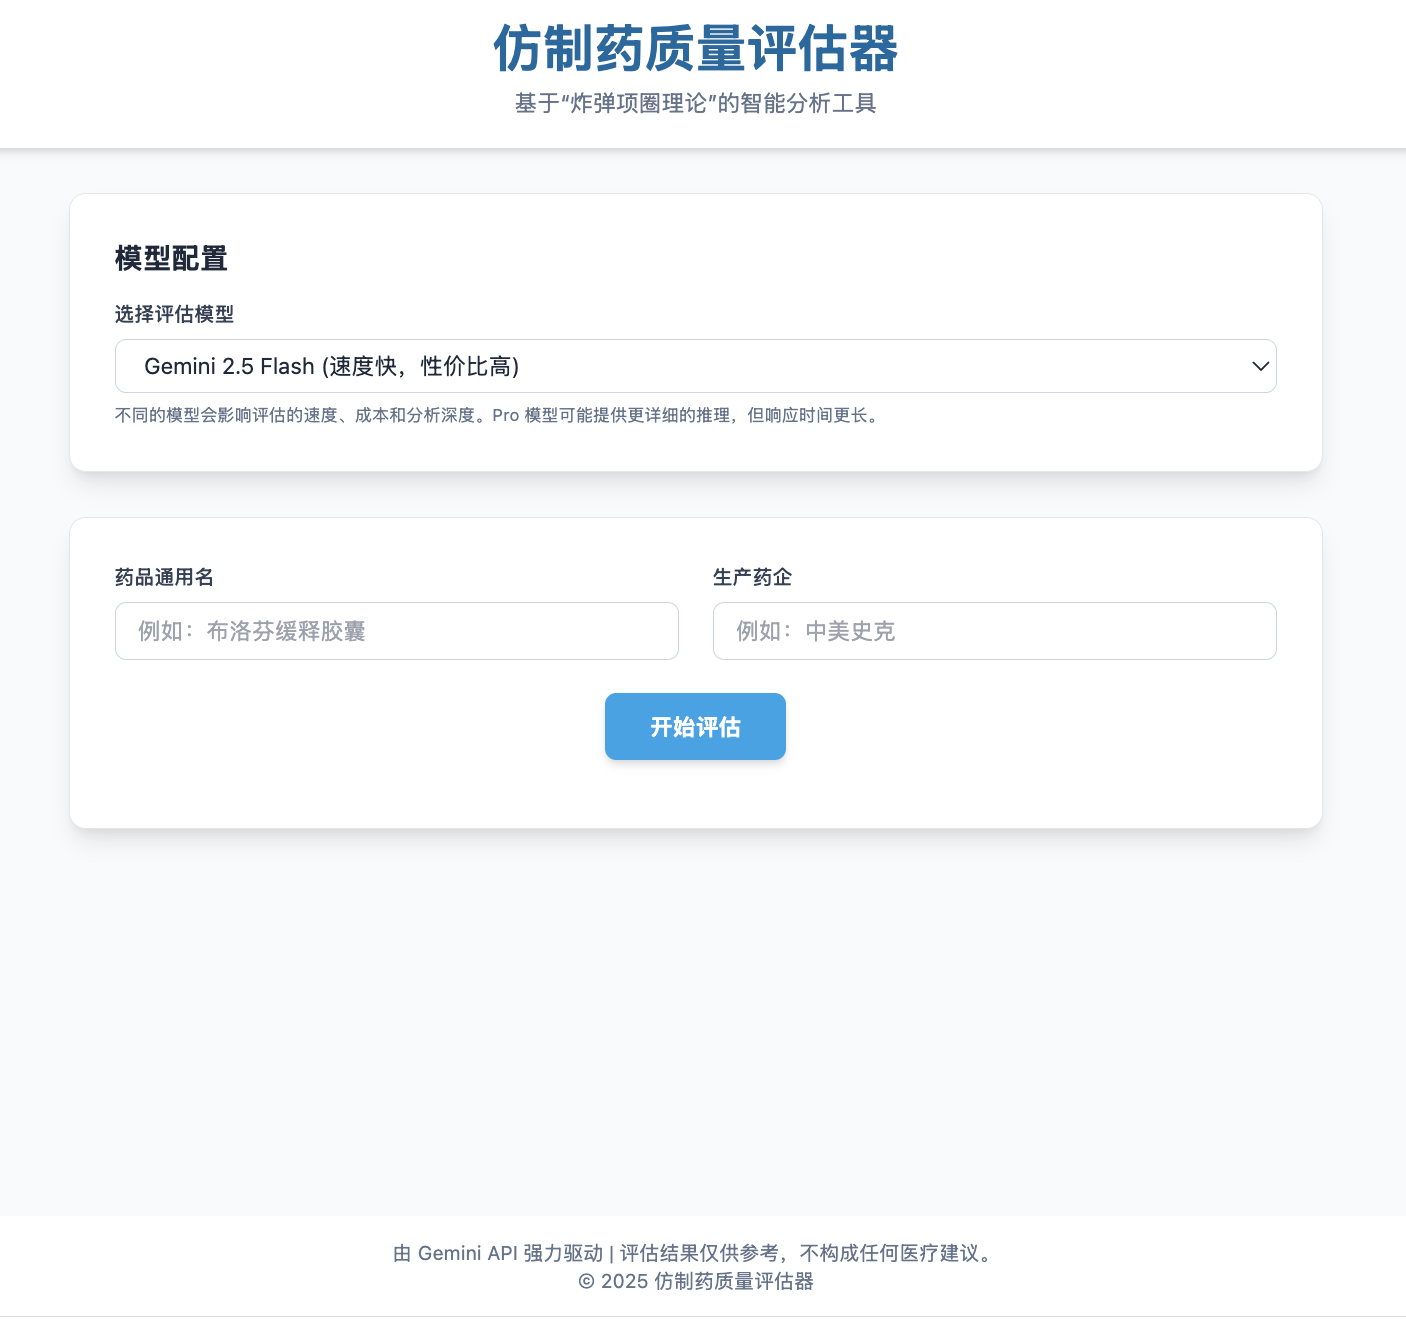 仿制药质量评估器
基于“炸弹项圈理论”的智能分析工具
模型配置
选择评估模型
Gemini 2.5 Flash (速度快，性价比高)
不同的模型会影响评估的速度、成本和分析深度。Pro 模型可能提供更详细的推理，但响应时间更长。
药品通用名
例如：布洛芬缓释胶囊
生产药企
例如：中美史克
开始评估
由 Gemini API 强力驱动 | 评估结果仅供参考，不构成任何医疗建议。
© 2025 仿制药质量评估器